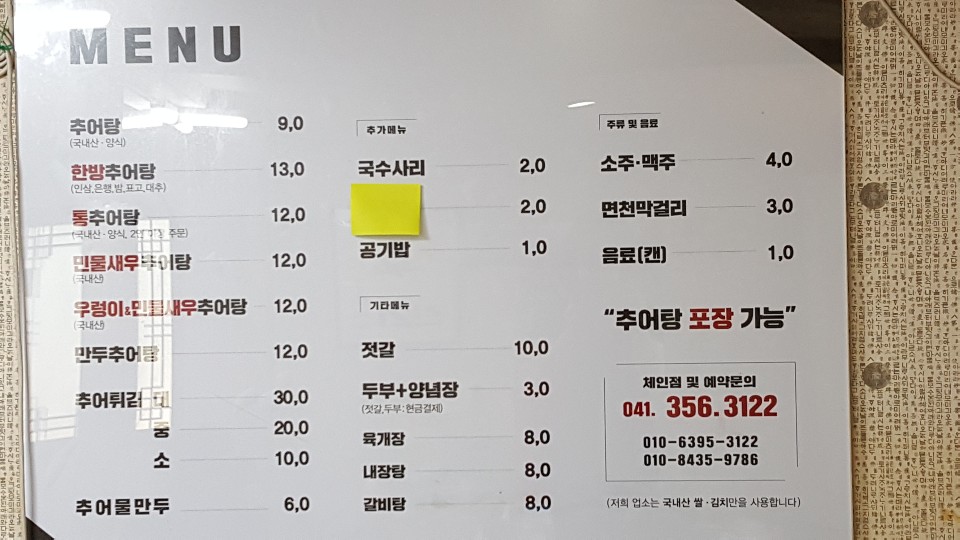 MENU
추어탕 9,0
(국내산·양식)
한방추어탕 13,0
(인삼,은행,밤,표고,대추)
통추어탕 12,0
(국내산·양식, 주문)
민물새우추어탕 12,0
(국내산)
우렁이&민물새우추어탕 12,0
(국내산)
만두추어탕 12,0
추어튀김 대 30,0
중 20,0
소 10,0
추어물만두 6,0
추가메뉴
국수사리 2,0
2,0
공기밥 1,0
기타메뉴
젓갈 10,0
두부+양념장 3,0
(젓갈,두부:현금결제)
육개장 8,0
내장탕 8,0
갈비탕 8,0
주류 및 음료
소주·맥주 4,0
면천막걸리 3,0
음료(캔) 1,0
“추어탕 포장 가능”
체인점 및 예약문의
041. 356.3122
010-6395-3122
010-8435-9786
(저희 업소는 국내산 쌀·김치만을 사용합니다)